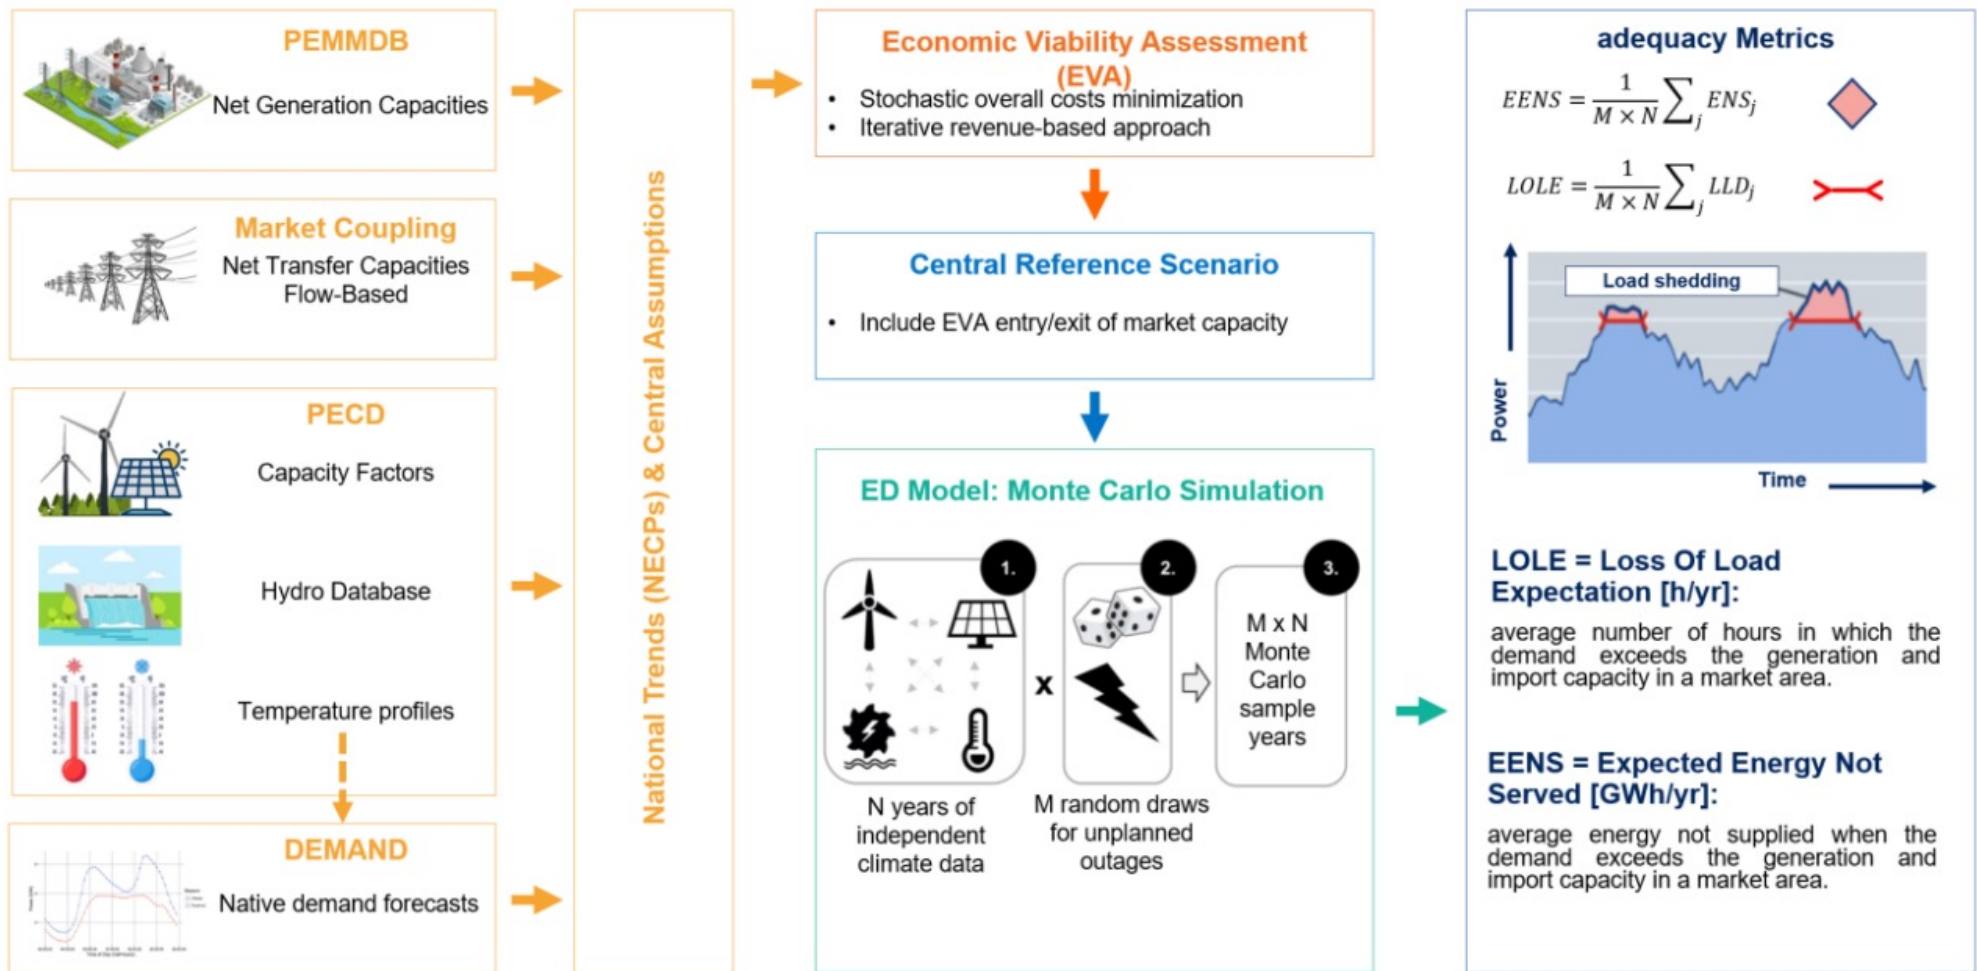 PEMMDB
Net Generation Capacities
Market Coupling
Net Transfer Capacities
Flow-Based
PECD
Capacity Factors
Hydro Database
Temperature profiles
DEMAND
Native demand forecasts
National Trends (NECPs) & Central Assumptions
Economic Viability Assessment
(EVA)
• Stochastic overall costs minimization
• Iterative revenue-based approach
Central Reference Scenario
• Include EVA entry/exit of market capacity
ED Model: Monte Carlo Simulation
1.
2.
3.
x
M x N
Monte
Carlo
sample
years
N years of
independent
climate data
M random draws
for unplanned
outages
adequacy Metrics
EENS = 1/(M × N) ∑j ENSj
LOLE = 1/(M × N) ∑j LLDj
Load shedding
Power
Time
LOLE = Loss Of Load
Expectation [h/yr]:
average number of hours in which the
demand exceeds the generation and
import capacity in a market area.
EENS = Expected Energy Not
Served [GWh/yr]:
average energy not supplied when the
demand exceeds the generation and
import capacity in a market area.